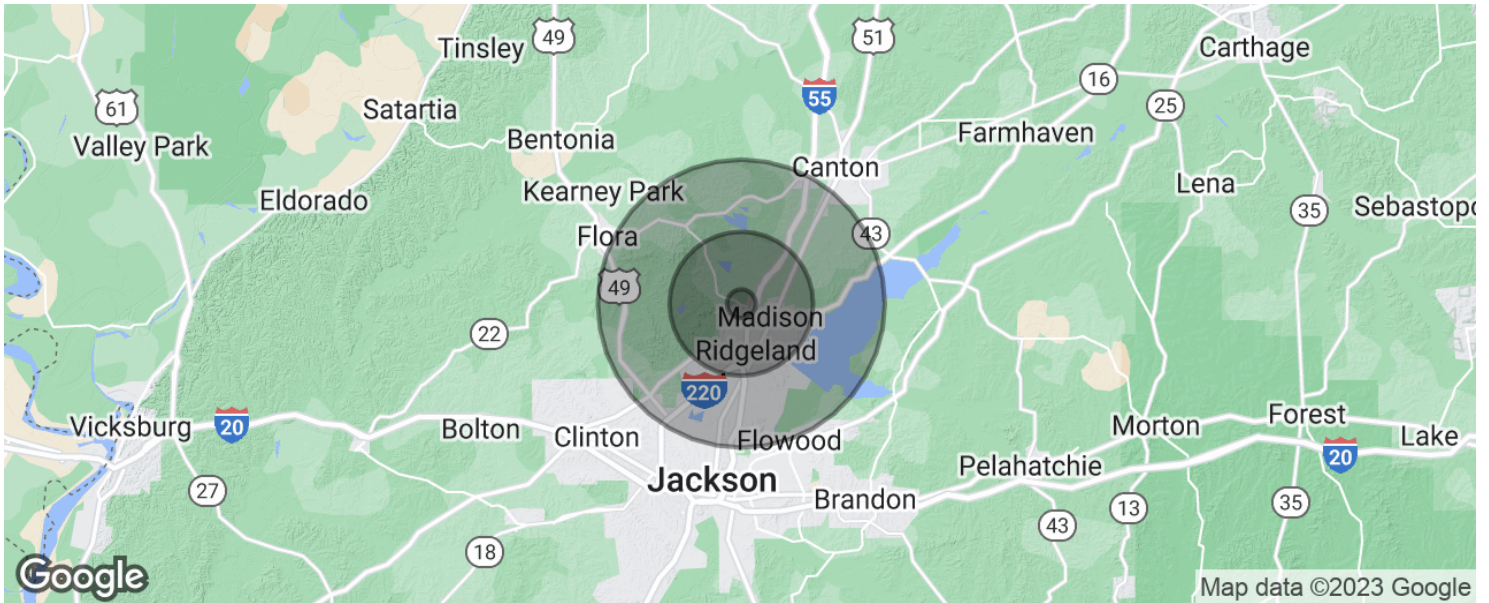 Tinsley
49
51
Carthage
16
55
61
Satartia
25
Valley Park
Bentonia
Farmhaven
Canton
Kearney Park
Lena
Eldorado
35
Sebastopo
Flora
43
49
Madison
22
Ridgeland
220
Vicksburg
20
Bolton
Clinton
Flowood
Morton
Forest
Lake
20
Jackson
Pelahatchie
27
Brandon
35
13
43
18
Google
Map data ©2023 Google